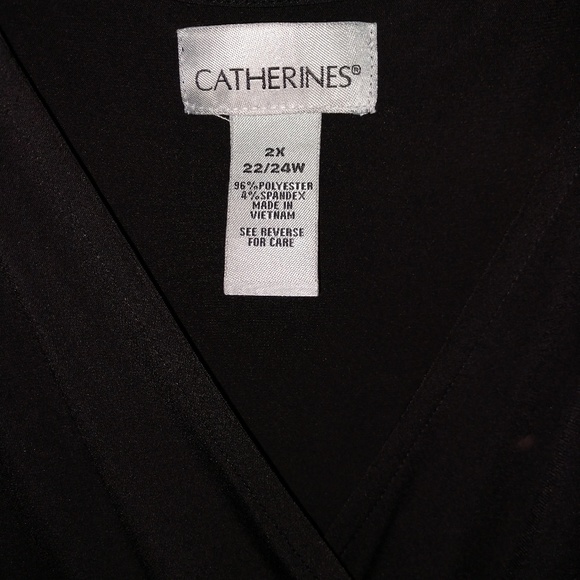 CATHERINES®
2X
22/24W
96%POLYESTER
4%SPANDEX
MADE IN
VIETNAM
SEE REVERSE
FOR CARE